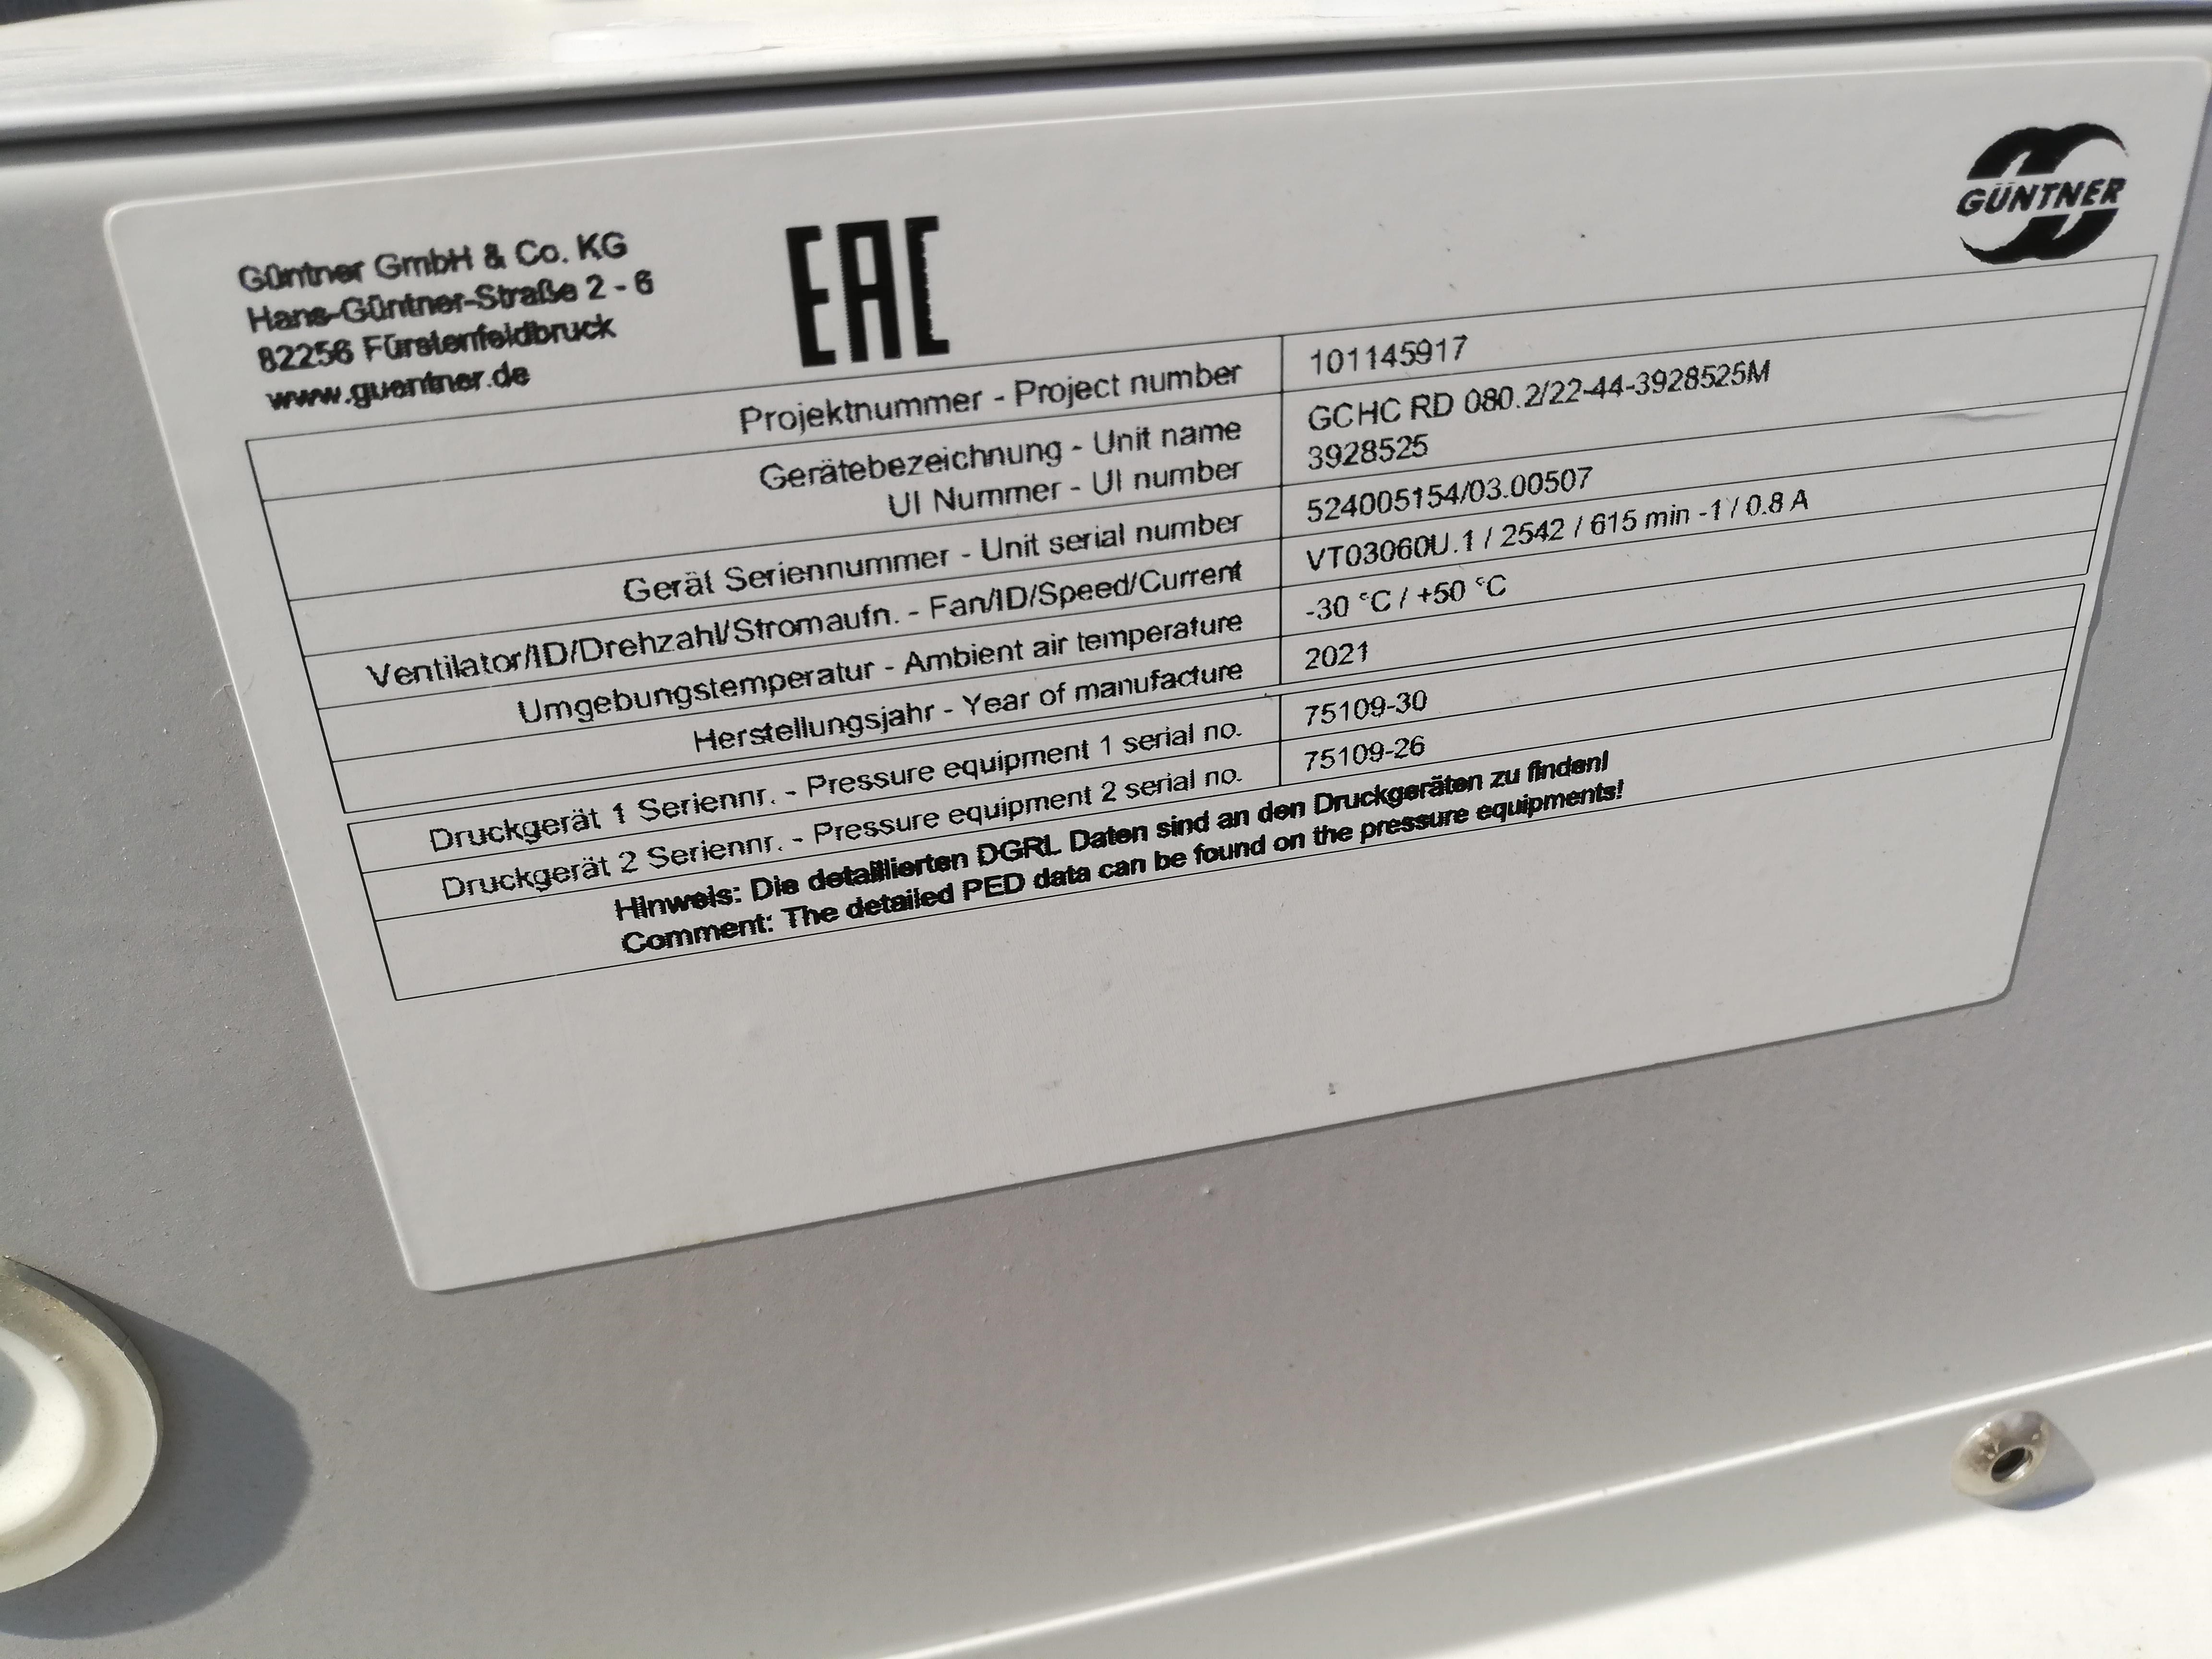 Güntner GmbH & Co. KG
Hans-Güntner-Straße 2 - 6
82256 Fürstenfeldbruck
www.guentner.de
EAC
GÜNTNER
Projektnummer - Project number 101145917
Gerätebezeichnung - Unit name GCHC RD 080.2/22-44-3928525M
UI Nummer - UI number 3928525
Gerät Seriennummer - Unit serial number 524005154/03.00507
Ventilator/ID/Drehzahl/Stromaufn. - Fan/ID/Speed/Current VT03060U.1 / 2542 / 615 min -1 / 0.8 A
Umgebungstemperatur - Ambient air temperature -30 °C / +50 °C
Herstellungsjahr - Year of manufacture 2021
Druckgerät 1 Seriennr. - Pressure equipment 1 serial no. 75109-30
Druckgerät 2 Seriennr. - Pressure equipment 2 serial no. 75109-26
Hinweis: Die detaillierten DGRL Daten sind an den Druckgeräten zu finden!
Comment: The detailed PED data can be found on the pressure equipments!